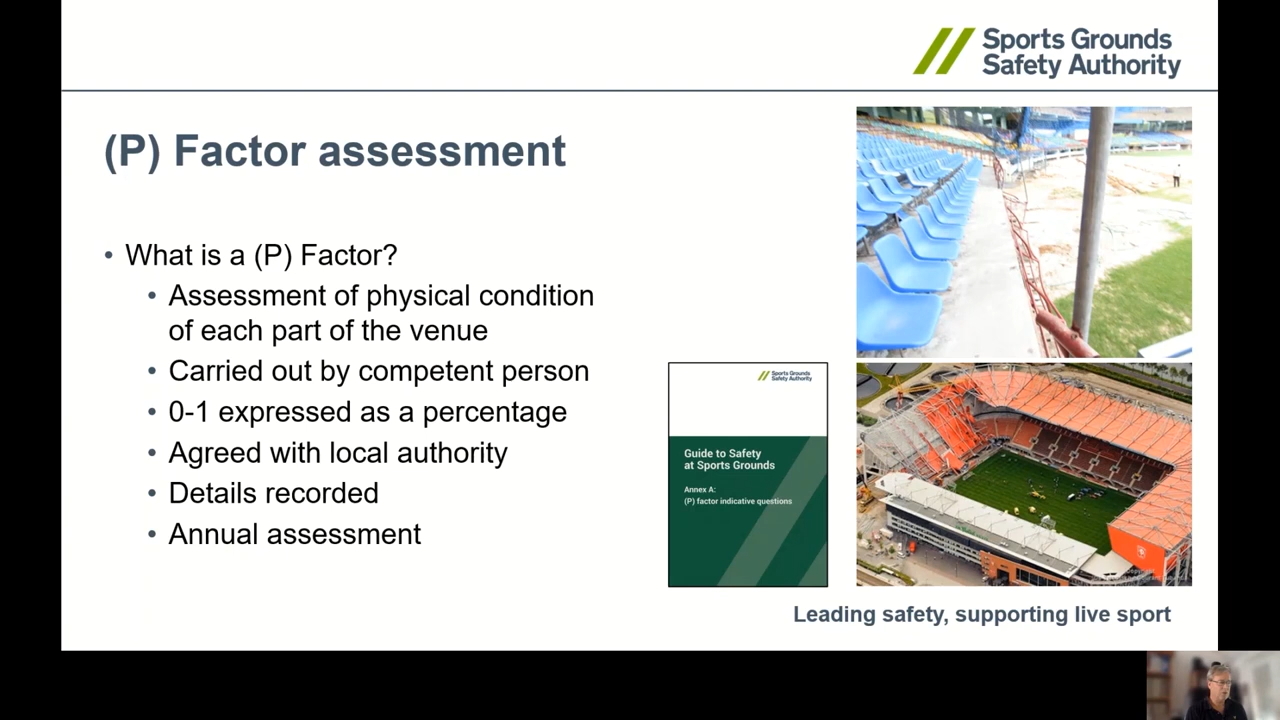 Sports Grounds
Safety Authority
(P) Factor assessment
• What is a (P) Factor?
• Assessment of physical condition
of each part of the venue
• Carried out by competent person
• 0-1 expressed as a percentage
• Agreed with local authority
• Details recorded
• Annual assessment
Sports Grounds
Safety Authority
Guide to Safety
at Sports Grounds
Annex A:
(P) factor indicative questions
Leading safety, supporting live sport